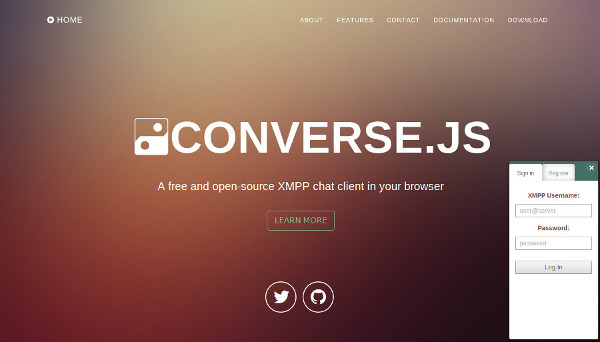 HOME
ABOUT FEATURES CONTACT DOCUMENTATION DOWNLOAD
CONVERSE.JS
A free and open-source XMPP chat client in your browser
LEARN MORE
Sign in Register
XMPP Username:
user@server
Password:
password
Log In